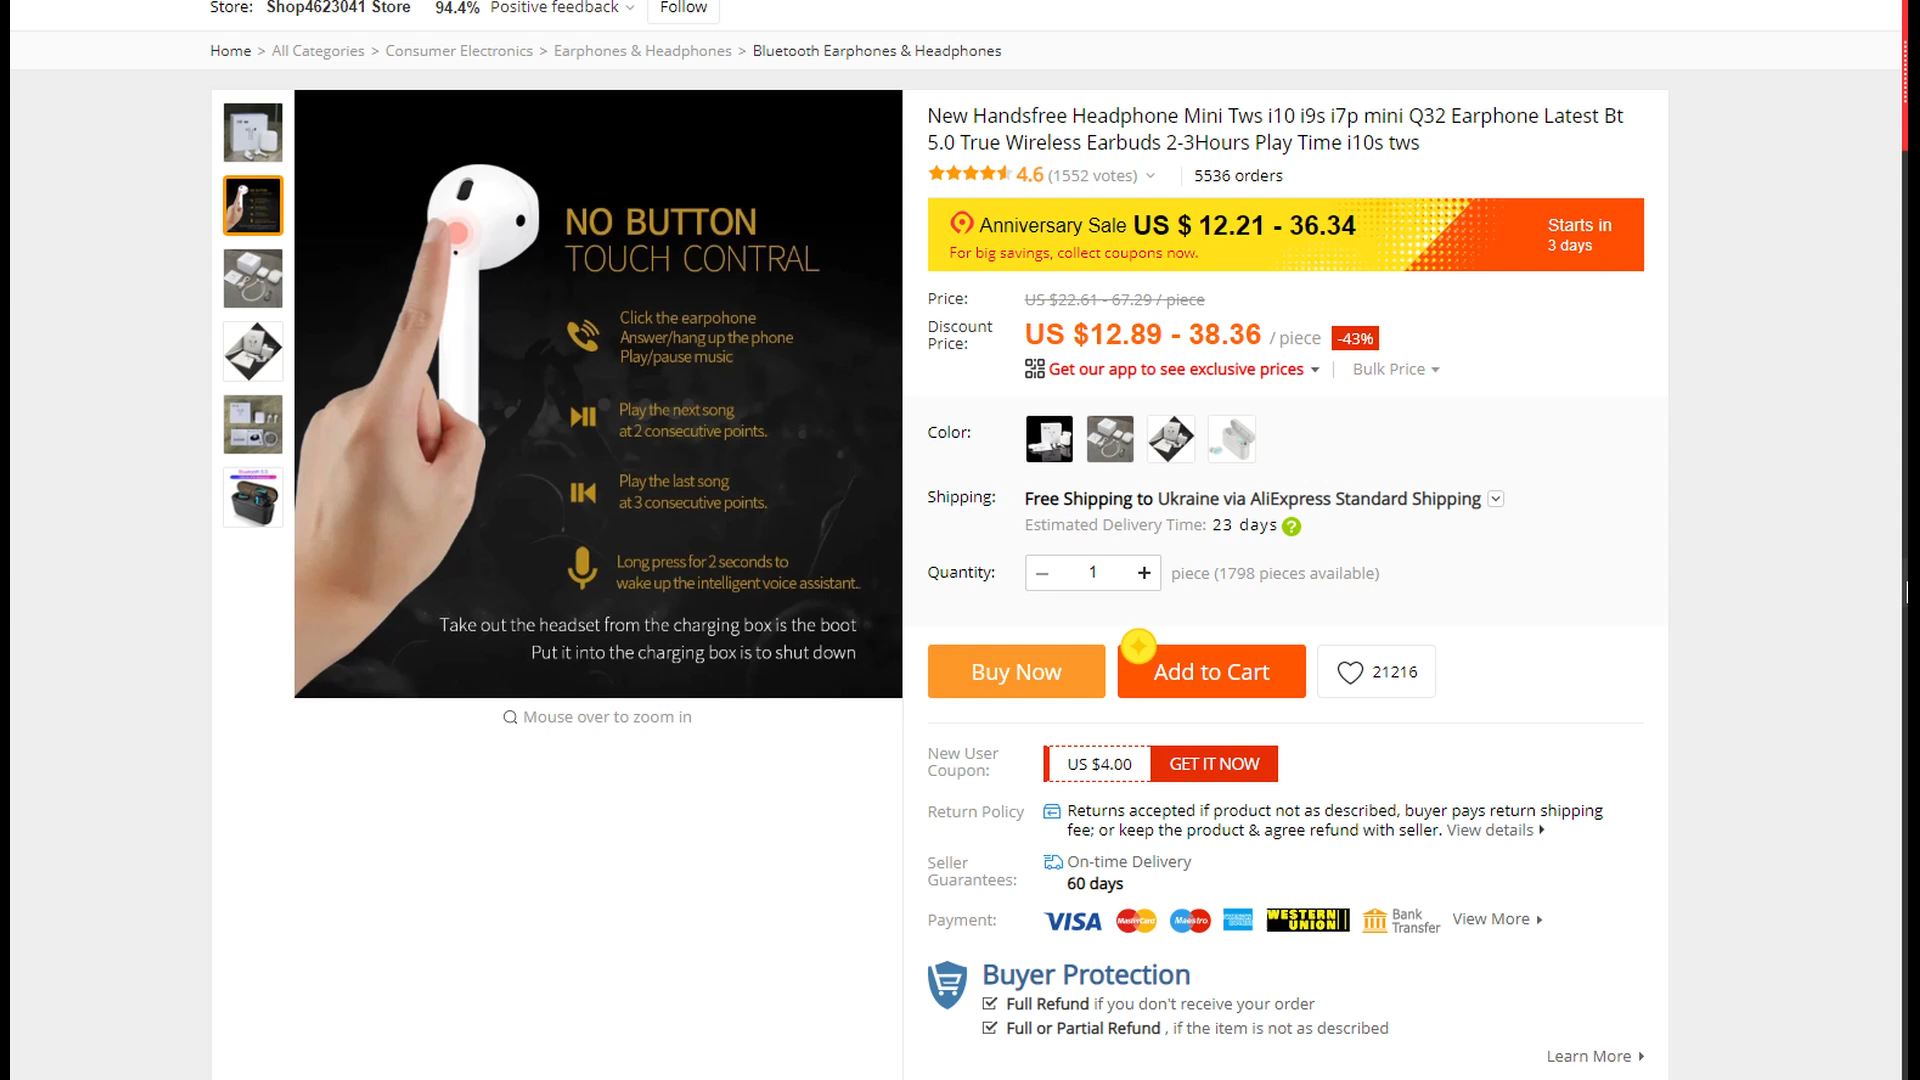 Store: Shop4623041 Store 94.4% Positive feedback Follow
Home > All Categories > Consumer Electronics > Earphones & Headphones > Bluetooth Earphones & Headphones
NO BUTTON
TOUCH CONTRAL
Click the earpohone
Answer/hang up the phone
Play/pause music
Play the next song
at 2 consecutive points.
Play the last song
at 3 consecutive points.
Long press for 2 seconds to
wake up the intelligent voice assistant.
Take out the headset from the charging box is the boot
Put it into the charging box is to shut down
Mouse over to zoom in
New Handsfree Headphone Mini Tws i10 i9s i7p mini Q32 Earphone Latest Bt
5.0 True Wireless Earbuds 2-3Hours Play Time i10s tws
4.6 (1552 votes) 5536 orders
Anniversary Sale US $ 12.21 - 36.34
For big savings, collect coupons now.
Starts in
3 days
Price: US $22.61 - 67.29 / piece
Discount
Price:
US $12.89 - 38.36 / piece -43%
Get our app to see exclusive prices Bulk Price
Color:
Shipping: Free Shipping to Ukraine via AliExpress Standard Shipping
Estimated Delivery Time: 23 days ?
Quantity: − 1 + piece (1798 pieces available)
Buy Now Add to Cart 21216
New User
Coupon:
US $4.00 GET IT NOW
Return Policy Returns accepted if product not as described, buyer pays return shipping
fee; or keep the product & agree refund with seller. View details
Seller
Guarantees:
On-time Delivery
60 days
Payment: VISA MasterCard Maestro WESTERN UNION Bank Transfer View More
Buyer Protection
Full Refund if you don't receive your order
Full or Partial Refund , if the item is not as described
Learn More